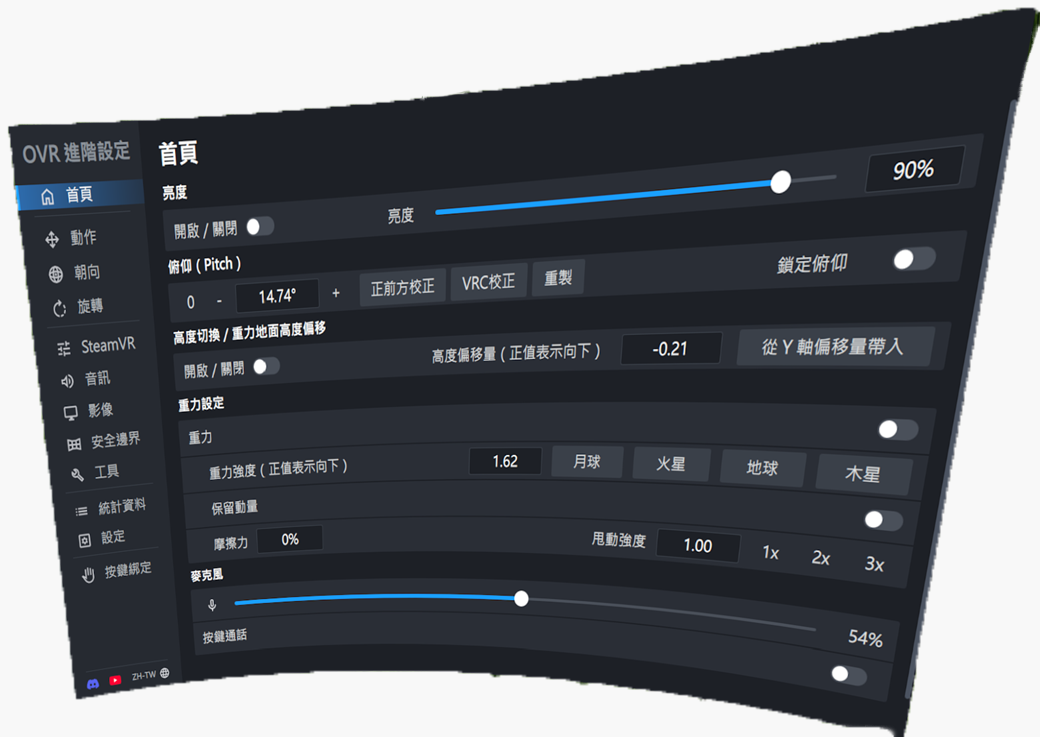 OVR 進階設定
首頁
動作
朝向
旋轉
SteamVR
音訊
影像
安全邊界
工具
統計資料
設定
按鍵綁定
ZH-TW
首頁
亮度
開啟 / 關閉 亮度 90%
俯仰 ( Pitch )
0 - 14.74° + 正前方校正 VRC校正 重製 鎖定俯仰
高度切換 / 重力地面高度偏移
開啟 / 關閉 高度偏移量 ( 正值表示向下 ) -0.21 從 Y 軸偏移量帶入
重力設定
重力
重力強度 ( 正值表示向下 ) 1.62 月球 火星 地球 木星
保留動量
摩擦力 0% 甩動強度 1.00 1x 2x 3x
麥克風
54%
按鍵通話